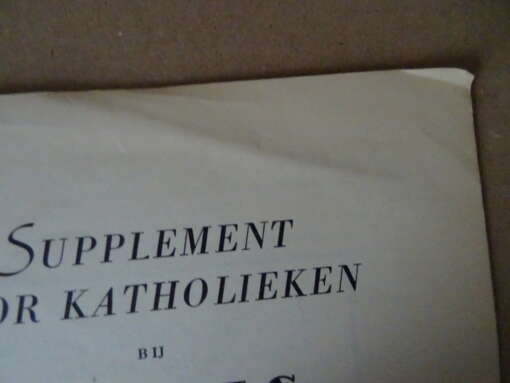 SUPPLEMENT
OR KATHOLIEKEN
BIJ